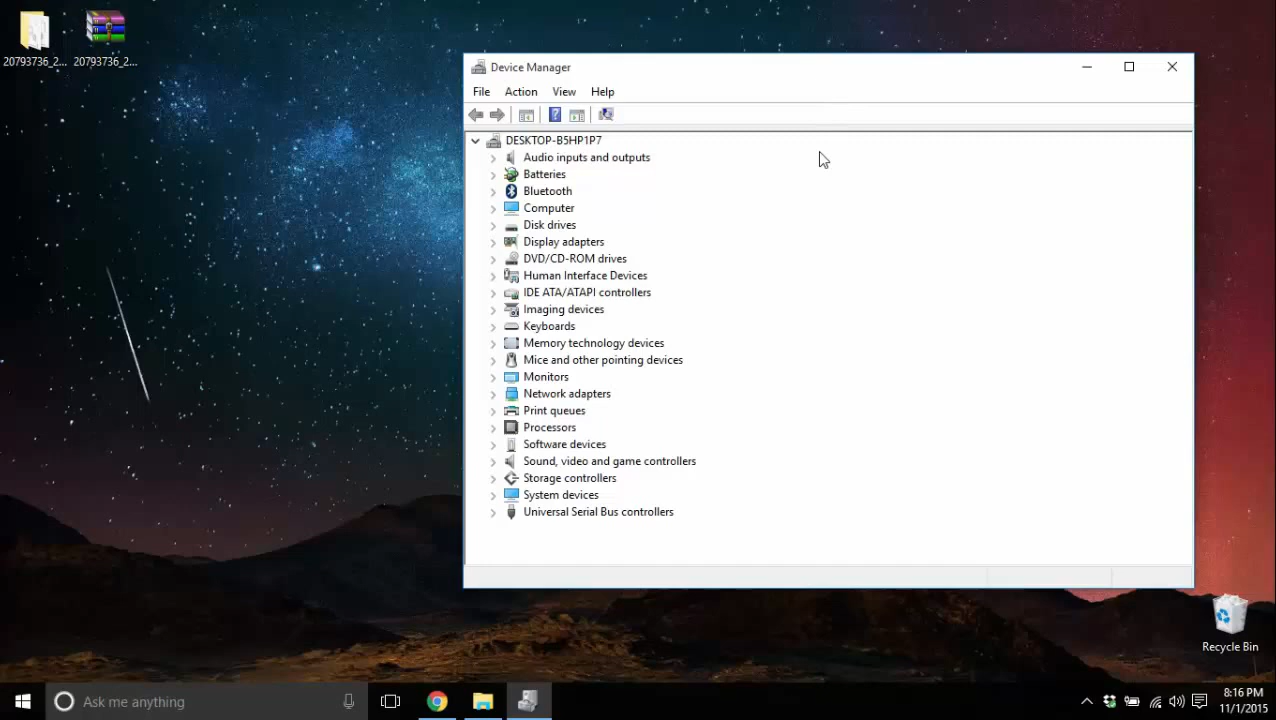 20793736_2...
20793736_2...
Device Manager
File Action View Help
DESKTOP-B5HP1P7
Audio inputs and outputs
Batteries
Bluetooth
Computer
Disk drives
Display adapters
DVD/CD-ROM drives
Human Interface Devices
IDE ATA/ATAPI controllers
Imaging devices
Keyboards
Memory technology devices
Mice and other pointing devices
Monitors
Network adapters
Print queues
Processors
Software devices
Sound, video and game controllers
Storage controllers
System devices
Universal Serial Bus controllers
Recycle Bin
Ask me anything
8:16 PM
11/1/2015